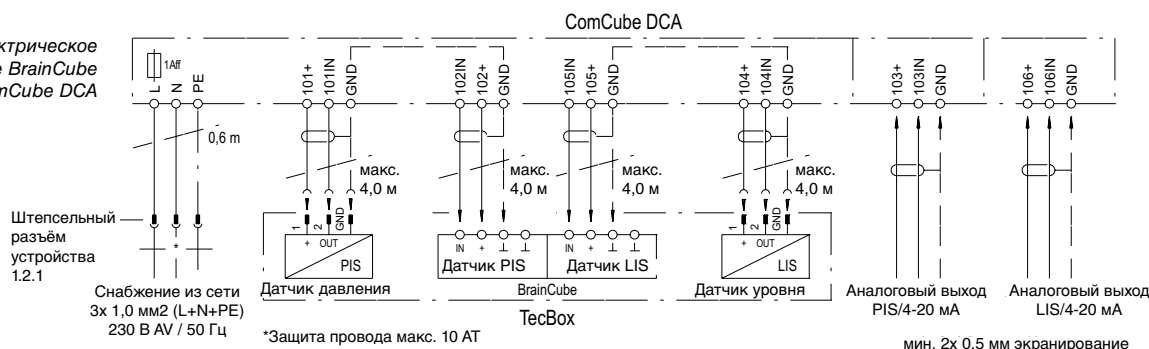 ComCube DCA
ктрическое
е BrainCube
mCube DCA
1Aff
L
N
PE
101+
101IN
GND
102IN
102+
GND
105IN
105+
GND
104+
104IN
GND
103+
103IN
GND
106+
106IN
GND
0,6 m
макс.
4,0 м
макс.
4,0 м
макс.
4,0 м
макс.
4,0 м
Штепсельный
разъём
устройства
1.2.1
*
1
2
GND
+ OUT
PIS
IN + ⊥ ⊥
Датчик PIS
IN + ⊥ ⊥
Датчик LIS
1
2
GND
+ OUT
LIS
Датчик давления
BrainCube
Датчик уровня
TecBox
Снабжение из сети
3x 1,0 мм2 (L+N+PE)
230 В AV / 50 Гц
*Защита провода макс. 10 AT
Аналоговый выход
PIS/4-20 мА
Аналоговый выход
LIS/4-20 мА
мин. 2x 0,5 мм экранирование